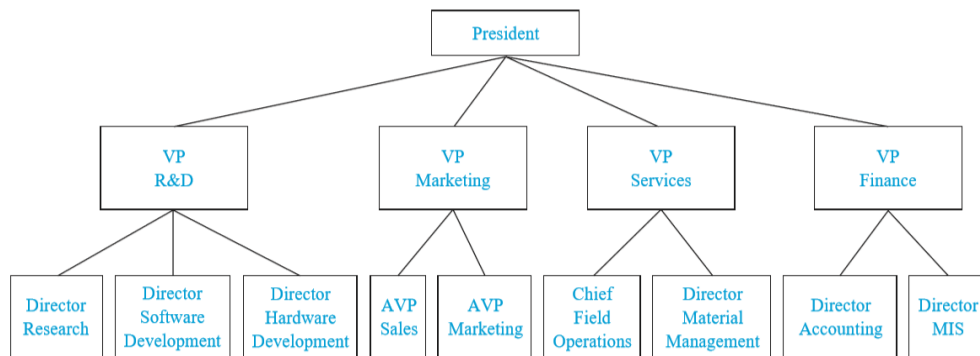 President
VP
R&D
VP
Marketing
VP
Services
VP
Finance
Director
Research
Director
Software
Development
Director
Hardware
Development
AVP
Sales
AVP
Marketing
Chief
Field
Operations
Director
Material
Management
Director
Accounting
Director
MIS